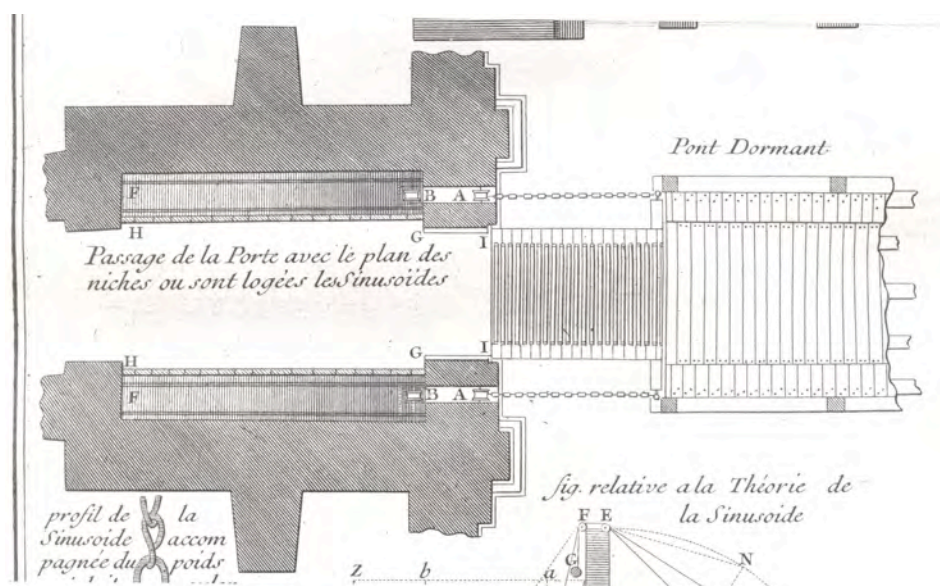 Pont Dormant
F
B A
H
G
I
Passage de la Porte avec le plan des
niches ou sont logées les Sinusoïdes
H
G
I
F
B A
profil de la
Sinusoide accom
pagnée du poids
fig. relative a la Théorie de
la Sinusoide
F E
N
G
Z b a